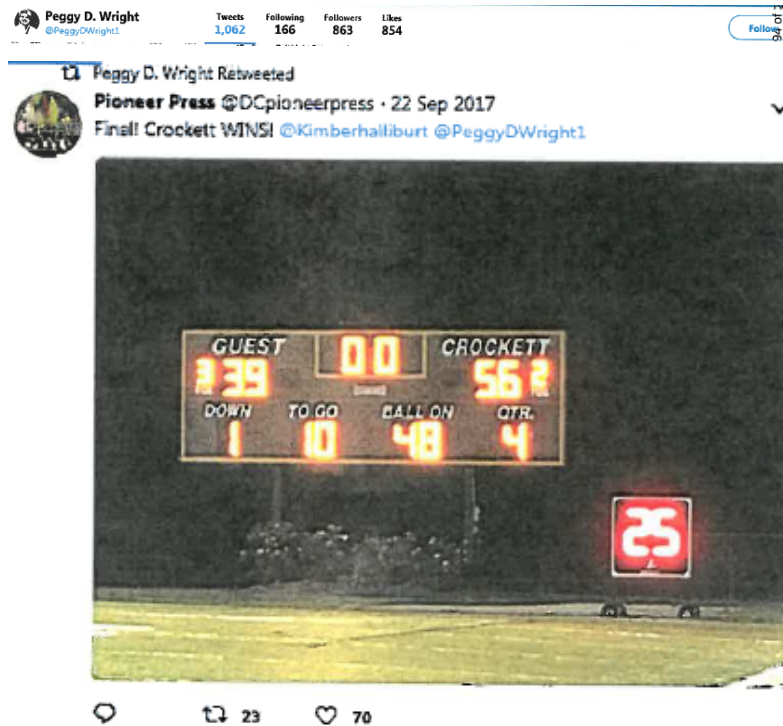 Peggy D. Wright
@PeggyDWright1
Tweets Following Followers Likes
1,062 166 863 854
Follow
94 of
Peggy D. Wright Retweeted
Pioneer Press @DCpioneerpress · 22 Sep 2017
Final! Crockett WINS! @Kimberhalliburt @PeggyDWright1
GUEST 00 CROCKETT
3 39 56 2
DOWN TO GO BALL ON QTR.
1 10 48 4
25
23 70